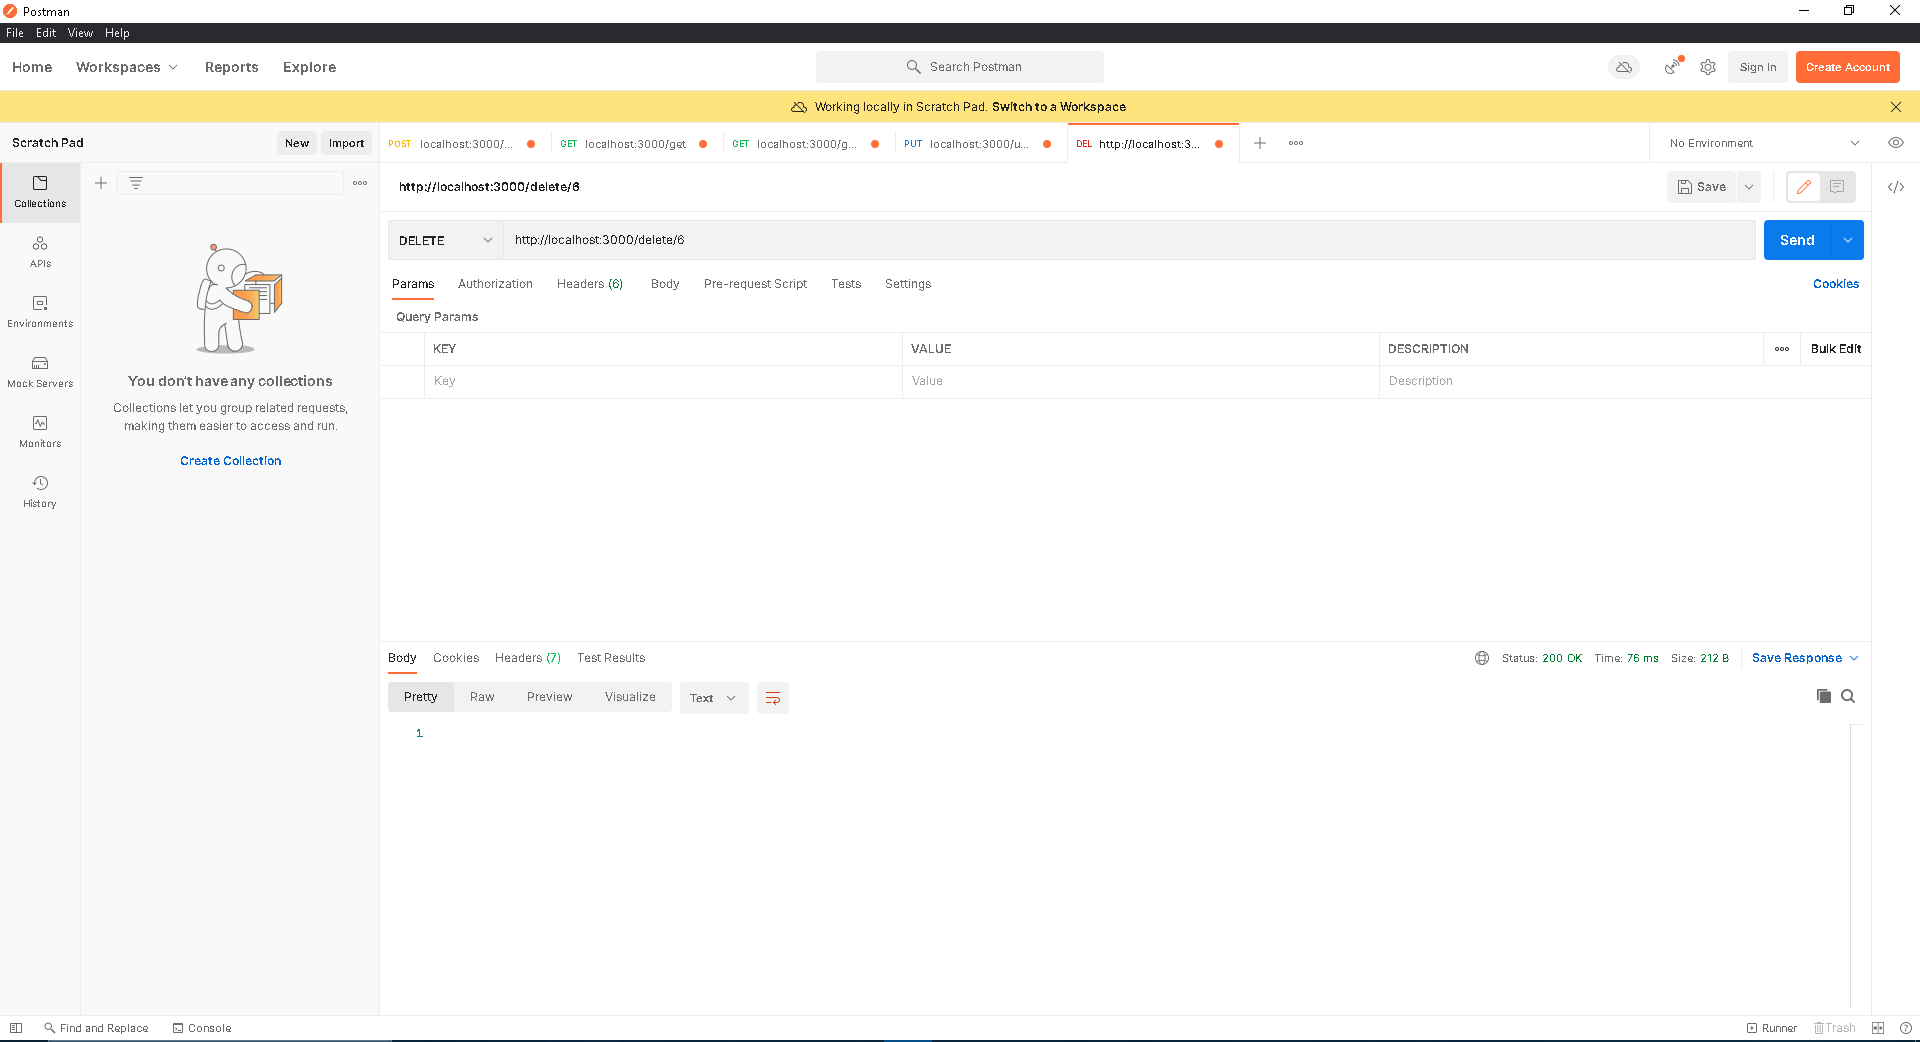 Postman
File Edit View Help
Home Workspaces Reports Explore Search Postman Sign In Create Account
Working locally in Scratch Pad. Switch to a Workspace
Scratch Pad New Import
POST localhost:3000/... GET localhost:3000/get GET localhost:3000/g... PUT localhost:3000/u... DEL http://localhost:3... No Environment
Collections
APIs
Environments
Mock Servers
Monitors
History
You don't have any collections
Collections let you group related requests,
making them easier to access and run.
Create Collection
http://localhost:3000/delete/6 Save
DELETE http://localhost:3000/delete/6 Send
Params Authorization Headers (6) Body Pre-request Script Tests Settings Cookies
Query Params
KEY VALUE DESCRIPTION ooo Bulk Edit
Key Value Description
Body Cookies Headers (7) Test Results Status: 200 OK Time: 76 ms Size: 212 B Save Response
Pretty Raw Preview Visualize Text
1
Find and Replace Console Runner Trash